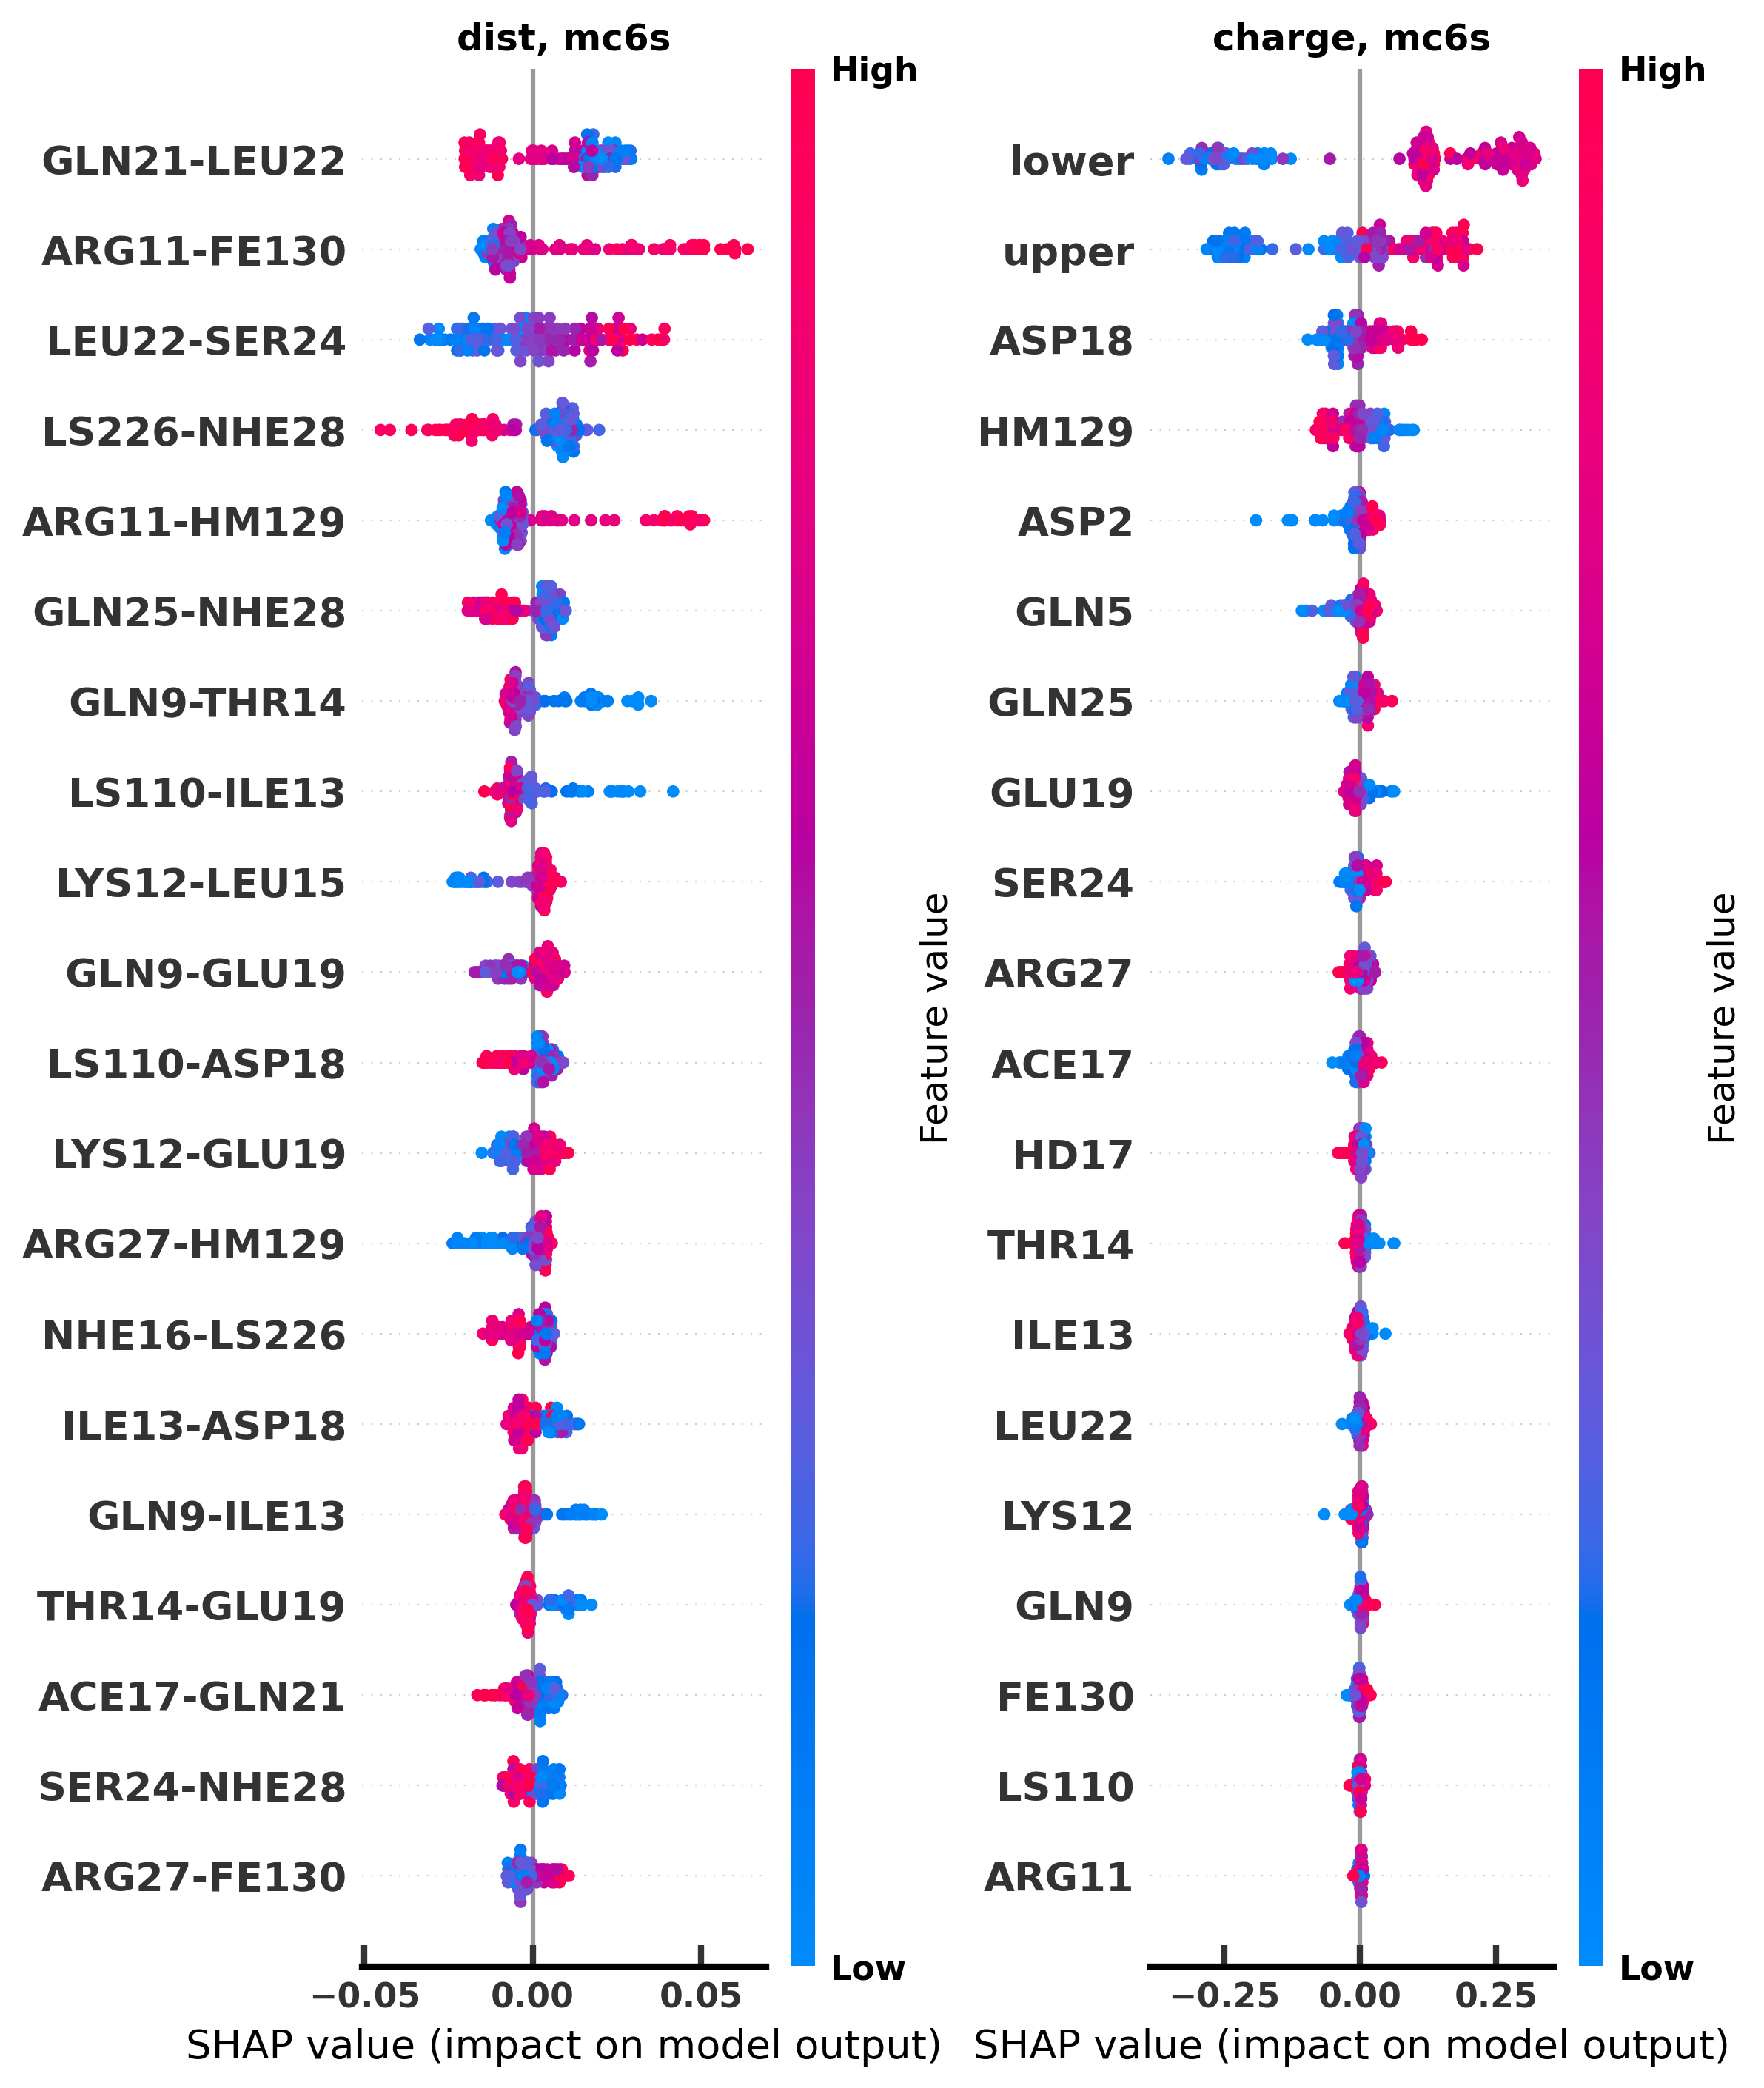 dist, mc6s
High
GLN21-LEU22
ARG11-FE130
LEU22-SER24
LS226-NHE28
ARG11-HM129
GLN25-NHE28
GLN9-THR14
LS110-ILE13
LYS12-LEU15
GLN9-GLU19
LS110-ASP18
LYS12-GLU19
ARG27-HM129
NHE16-LS226
ILE13-ASP18
GLN9-ILE13
THR14-GLU19
ACE17-GLN21
SER24-NHE28
ARG27-FE130
Feature value
Low
−0.05 0.00 0.05
SHAP value (impact on model output)
charge, mc6s
High
lower
upper
ASP18
HM129
ASP2
GLN5
GLN25
GLU19
SER24
ARG27
ACE17
HD17
THR14
ILE13
LEU22
LYS12
GLN9
FE130
LS110
ARG11
Feature value
Low
−0.25 0.00 0.25
SHAP value (impact on model output)